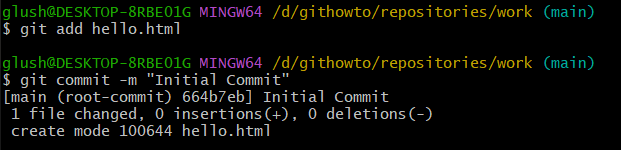 glush@DESKTOP-8RBE01G MINGW64 /d/githowto/repositories/work (main)
$ git add hello.html
glush@DESKTOP-8RBE01G MINGW64 /d/githowto/repositories/work (main)
$ git commit -m "Initial Commit"
[main (root-commit) 664b7eb] Initial Commit
1 file changed, 0 insertions(+), 0 deletions(-)
create mode 100644 hello.html